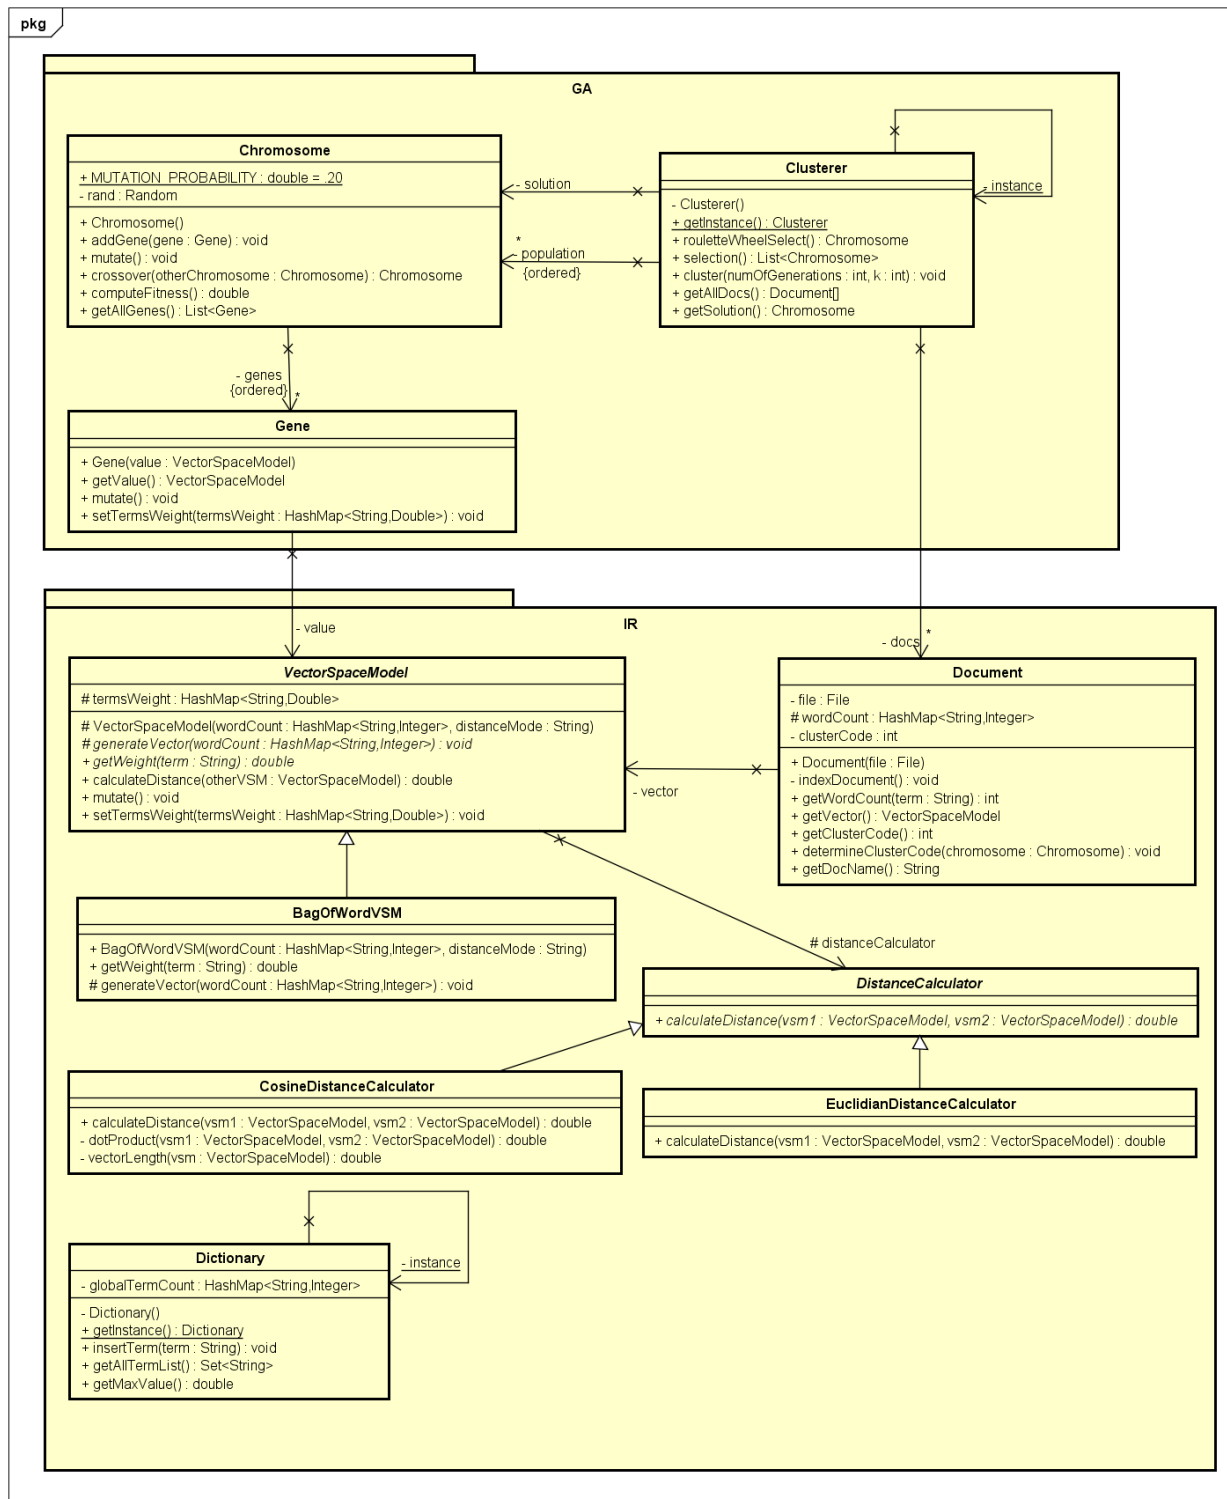 pkg
GA
Chromosome
+ MUTATION_PROBABILITY : double = .20
- rand : Random
+ Chromosome()
+ addGene(gene : Gene) : void
+ mutate() : void
+ crossover(otherChromosome : Chromosome) : Chromosome
+ computeFitness() : double
+ getAllGenes() : List<Gene>
- solution
*
- population
{ordered}
Clusterer
- Clusterer()
+ getInstance() : Clusterer
+ rouletteWheelSelect() : Chromosome
+ selection() : List<Chromosome>
+ cluster(numOfGenerations : int, k : int) : void
+ getAllDocs() : Document[]
+ getSolution() : Chromosome
- instance
- genes
{ordered}
*
Gene
+ Gene(value : VectorSpaceModel)
+ getValue() : VectorSpaceModel
+ mutate() : void
+ setTermsWeight(termsWeight : HashMap<String,Double>) : void
IR
- value
- docs
*
VectorSpaceModel
# termsWeight : HashMap<String,Double>
# VectorSpaceModel(wordCount : HashMap<String,Integer>, distanceMode : String)
# generateVector(wordCount : HashMap<String,Integer>) : void
+ getWeight(term : String) : double
+ calculateDistance(otherVSM : VectorSpaceModel) : double
+ mutate() : void
+ setTermsWeight(termsWeight : HashMap<String,Double>) : void
- vector
Document
- file : File
# wordCount : HashMap<String,Integer>
- clusterCode : int
+ Document(file : File)
- indexDocument() : void
+ getWordCount(term : String) : int
+ getVector() : VectorSpaceModel
+ getClusterCode() : int
+ determineClusterCode(chromosome : Chromosome) : void
+ getDocName() : String
BagOfWordVSM
+ BagOfWordVSM(wordCount : HashMap<String,Integer>, distanceMode : String)
+ getWeight(term : String) : double
# generateVector(wordCount : HashMap<String,Integer>) : void
# distanceCalculator
DistanceCalculator
+ calculateDistance(vsm1 : VectorSpaceModel, vsm2 : VectorSpaceModel) : double
CosineDistanceCalculator
+ calculateDistance(vsm1 : VectorSpaceModel, vsm2 : VectorSpaceModel) : double
- dotProduct(vsm1 : VectorSpaceModel, vsm2 : VectorSpaceModel) : double
- vectorLength(vsm : VectorSpaceModel) : double
EuclidianDistanceCalculator
+ calculateDistance(vsm1 : VectorSpaceModel, vsm2 : VectorSpaceModel) : double
Dictionary
- globalTermCount : HashMap<String,Integer>
- Dictionary()
+ getInstance() : Dictionary
+ insertTerm(term : String) : void
+ getAllTermList() : Set<String>
+ getMaxValue() : double
- instance